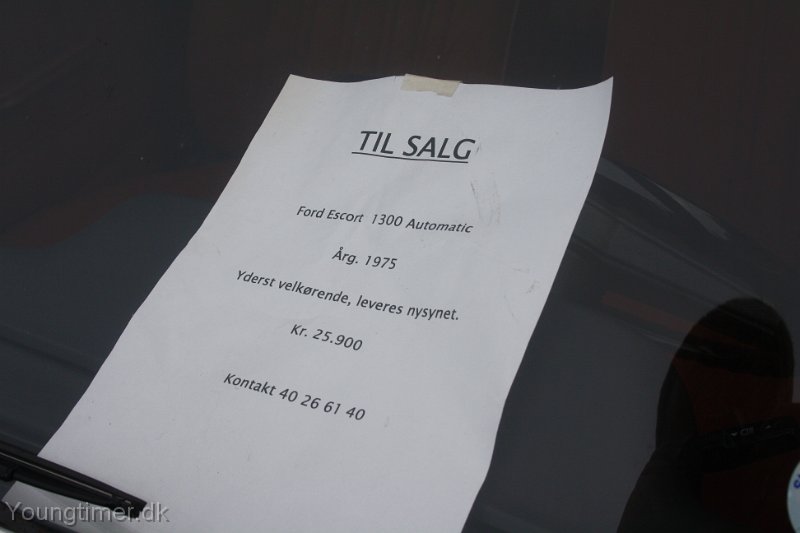 TIL SALG
Ford Escort 1300 Automatic
Årg. 1975
Yderst velkørende, leveres nysynet.
Kr. 25.900
Kontakt 40 26 61 40
Youngtimer.dk